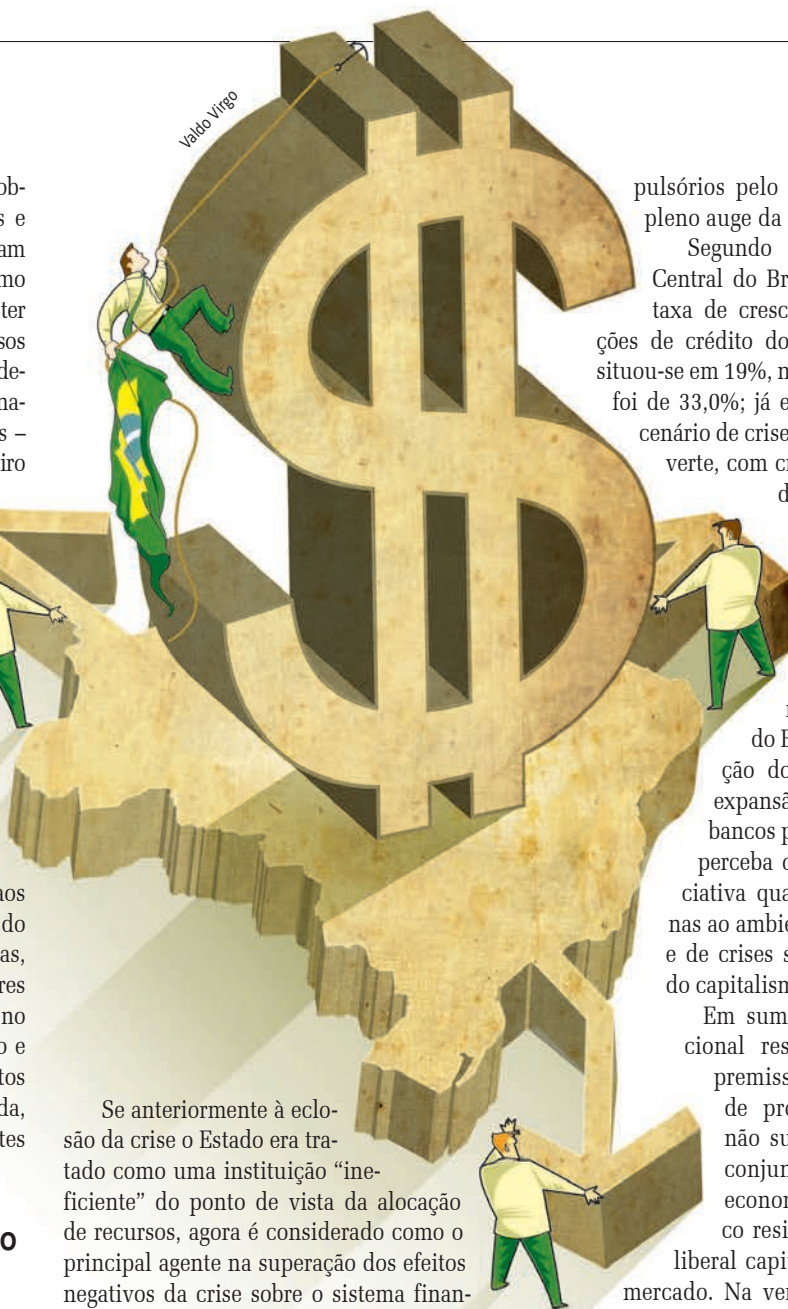 Valdo Virgo
ob-
s e
am
mo
ter
sos
de-
na-
s –
iro
aos
do
as,
res
no
o e
tos
da,
tes
o
Se anteriormente à eclo-
são da crise o Estado era tra-
tado como uma instituição “ine-
ficiente” do ponto de vista da alocação
de recursos, agora é considerado como o
principal agente na superação dos efeitos
negativos da crise sobre o sistema finan-
pulsórios pelo
pleno auge da
Segundo
Central do Br
taxa de cresc
ções de crédito do
situou-se em 19%, n
foi de 33,0%; já e
cenário de crise
verte, com cr
d
do E
ção do
expansã
bancos p
perceba o
ciativa qua
nas ao ambie
e de crises s
do capitalism
Em sum
cional res
premiss
de pro
não su
conjun
econom
co resi
liberal capit
mercado. Na ver